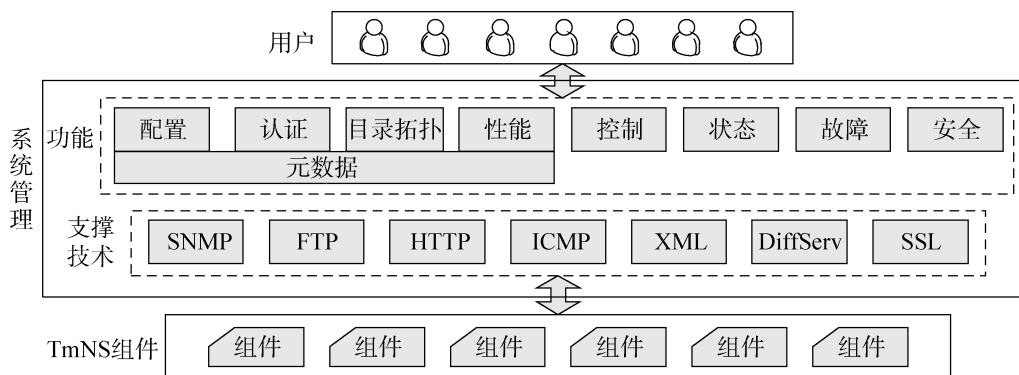 用户
系统管理
功能
配置 认证 目录拓扑 性能 控制 状态 故障 安全
元数据
支撑
技术
SNMP FTP HTTP ICMP XML DiffServ SSL
TmNS组件
组件 组件 组件 组件 组件 组件